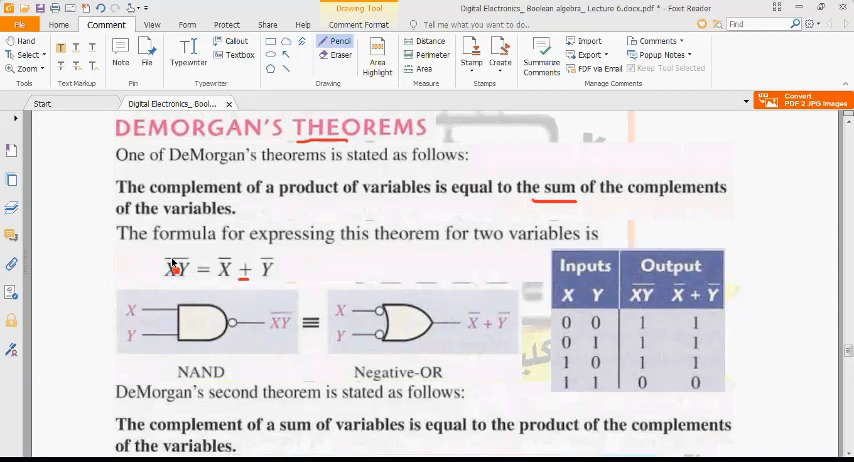 Drawing Tool
Digital Electronics_ Boolean algebra_ Lecture 6.docx.pdf * - Foxit Reader
File Home Comment View Form Protect Share Help Comment Format Tell me what you want to do... Find
Hand
Select
Zoom
Tools
T T T
T T T
Text Markup
Note
File
Pin
Typewriter
Callout
Textbox
Typewriter
Drawing
Pencil
Eraser
Area
Highlight
Distance
Perimeter
Area
Measure
Stamp
Create
Stamps
Summarize
Comments
Import
Export
FDF via Email
Comments
Popup Notes
Keep Tool Selected
Manage Comments
Start
Digital Electronics_ Bool...
Convert
PDF 2 JPG Images
DEMORGAN'S THEOREMS
One of DeMorgan's theorems is stated as follows:
The complement of a product of variables is equal to the sum of the complements
of the variables.
The formula for expressing this theorem for two variables is
X̅Y̅ = X̅ + Y̅
X
Y
X̅Y̅
≡
X
Y
X̅ + Y̅
NAND
Negative-OR
Inputs Output
X Y X̅Y̅ X̅ + Y̅
0 0 1 1
0 1 1 1
1 0 1 1
1 1 0 0
DeMorgan's second theorem is stated as follows:
The complement of a sum of variables is equal to the product of the complements
of the variables.